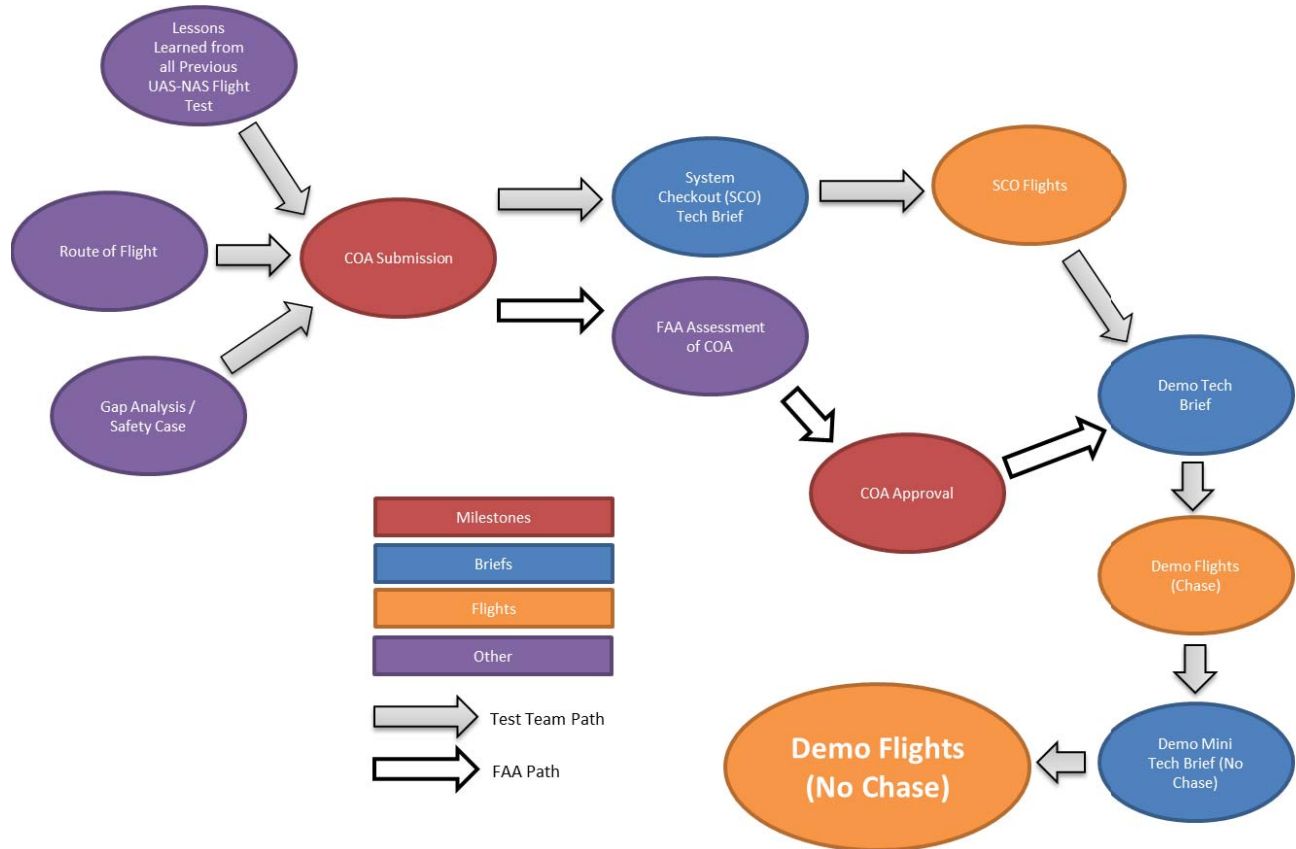 Lessons
Learned from
all Previous
UAS-NAS Flight
Test
Route of Flight
Gap Analysis /
Safety Case
COA Submission
System
Checkout (SCO)
Tech Brief
SCO Flights
FAA Assessment
of COA
COA Approval
Demo Tech
Brief
Demo Flights
(Chase)
Demo Mini
Tech Brief (No
Chase)
Demo Flights
(No Chase)
Milestones
Briefs
Flights
Other
Test Team Path
FAA Path